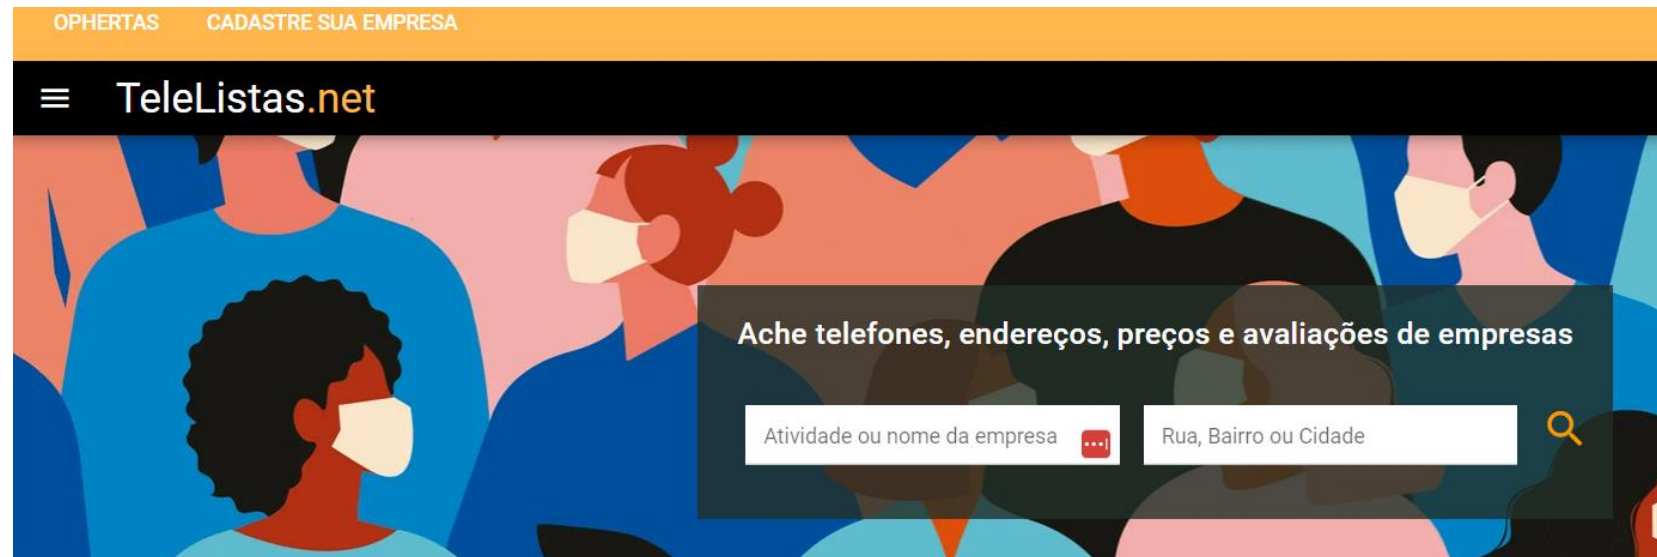 OPHERTAS CADASTRE SUA EMPRESA
TeleListas.net
Ache telefones, endereços, preços e avaliações de empresas
Atividade ou nome da empresa Rua, Bairro ou Cidade